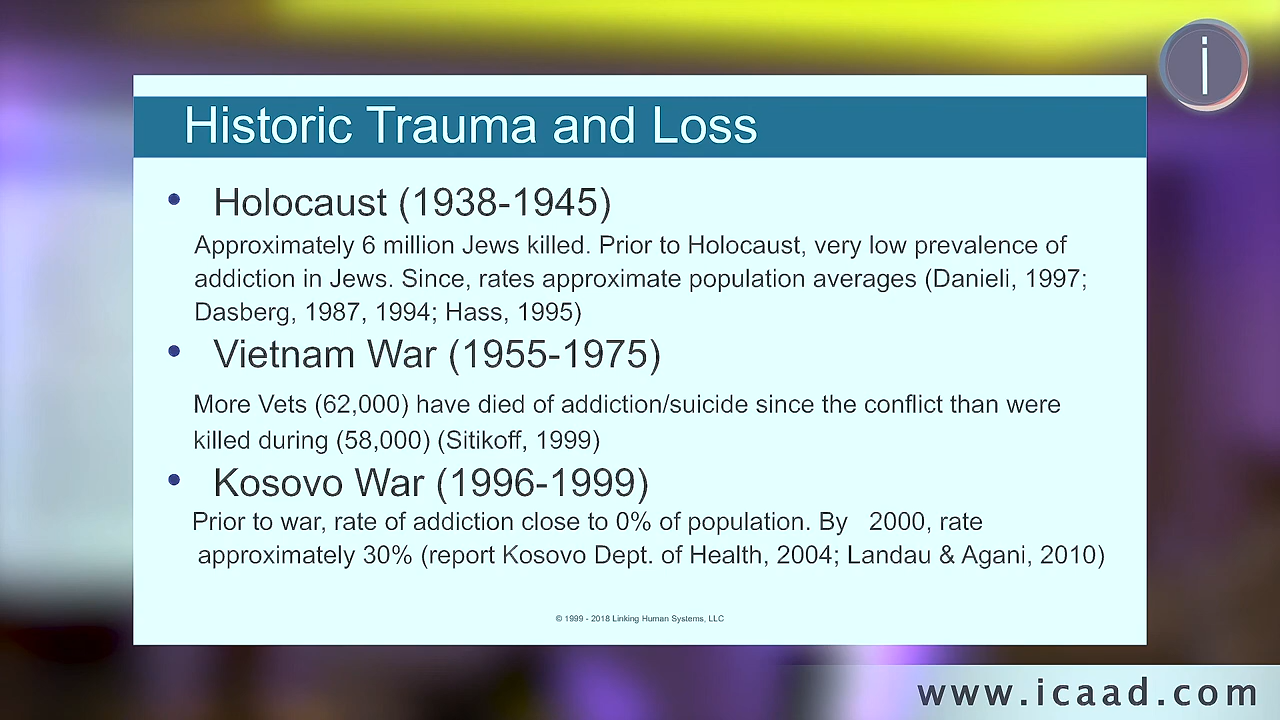 i
Historic Trauma and Loss
• Holocaust (1938-1945)
Approximately 6 million Jews killed. Prior to Holocaust, very low prevalence of
addiction in Jews. Since, rates approximate population averages (Danieli, 1997;
Dasberg, 1987, 1994; Hass, 1995)
• Vietnam War (1955-1975)
More Vets (62,000) have died of addiction/suicide since the conflict than were
killed during (58,000) (Sitikoff, 1999)
• Kosovo War (1996-1999)
Prior to war, rate of addiction close to 0% of population. By 2000, rate
approximately 30% (report Kosovo Dept. of Health, 2004; Landau & Agani, 2010)
© 1999 - 2018 Linking Human Systems, LLC
www.icaad.com